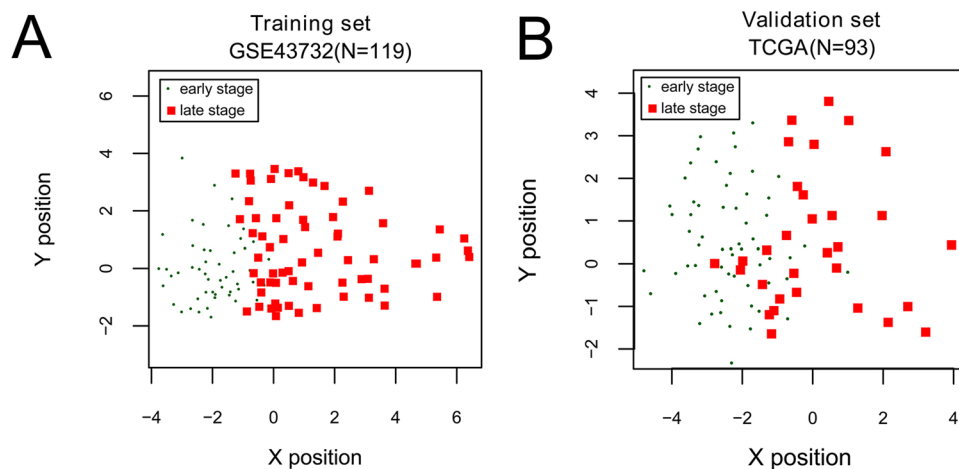 A
Training set
GSE43732(N=119)
early stage
late stage
6
4
2
0
−2
Y position
−4
−2
0
2
4
6
X position
B
Validation set
TCGA(N=93)
early stage
late stage
4
3
2
1
0
−1
−2
Y position
−4
−2
0
2
4
X position